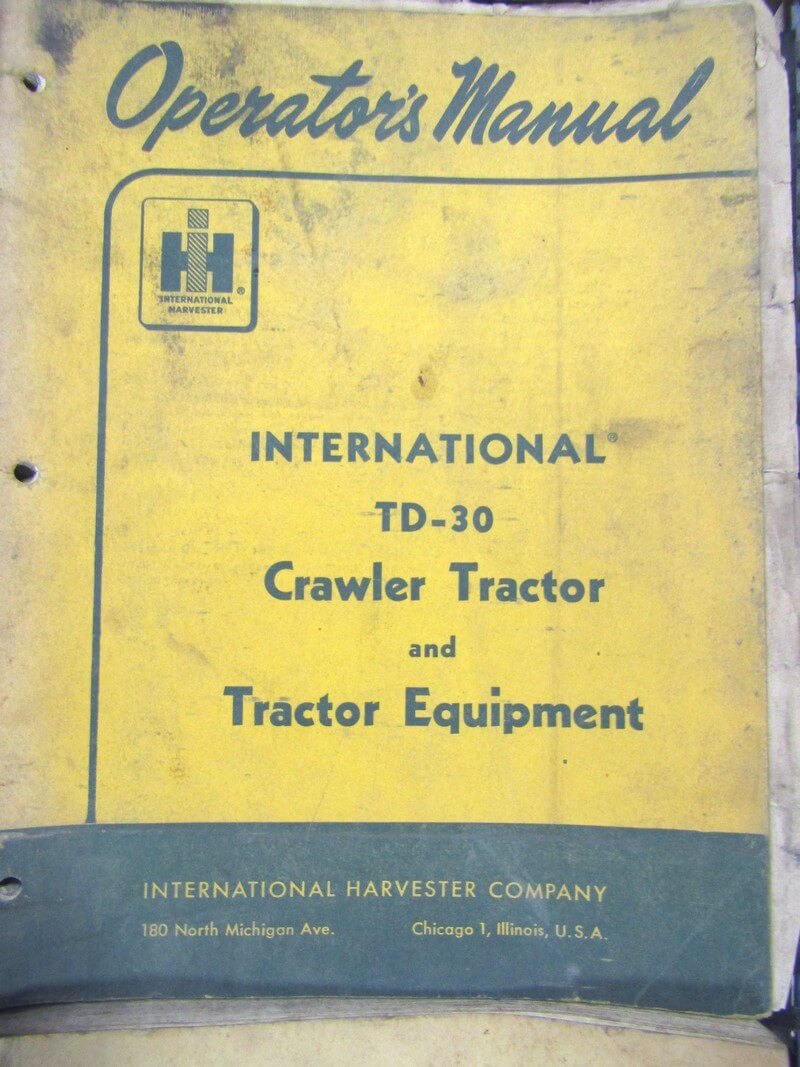 Operator's Manual
IH ®
INTERNATIONAL
HARVESTER
INTERNATIONAL®
TD-30
Crawler Tractor
and
Tractor Equipment
INTERNATIONAL HARVESTER COMPANY
180 North Michigan Ave. Chicago 1, Illinois, U.S.A.